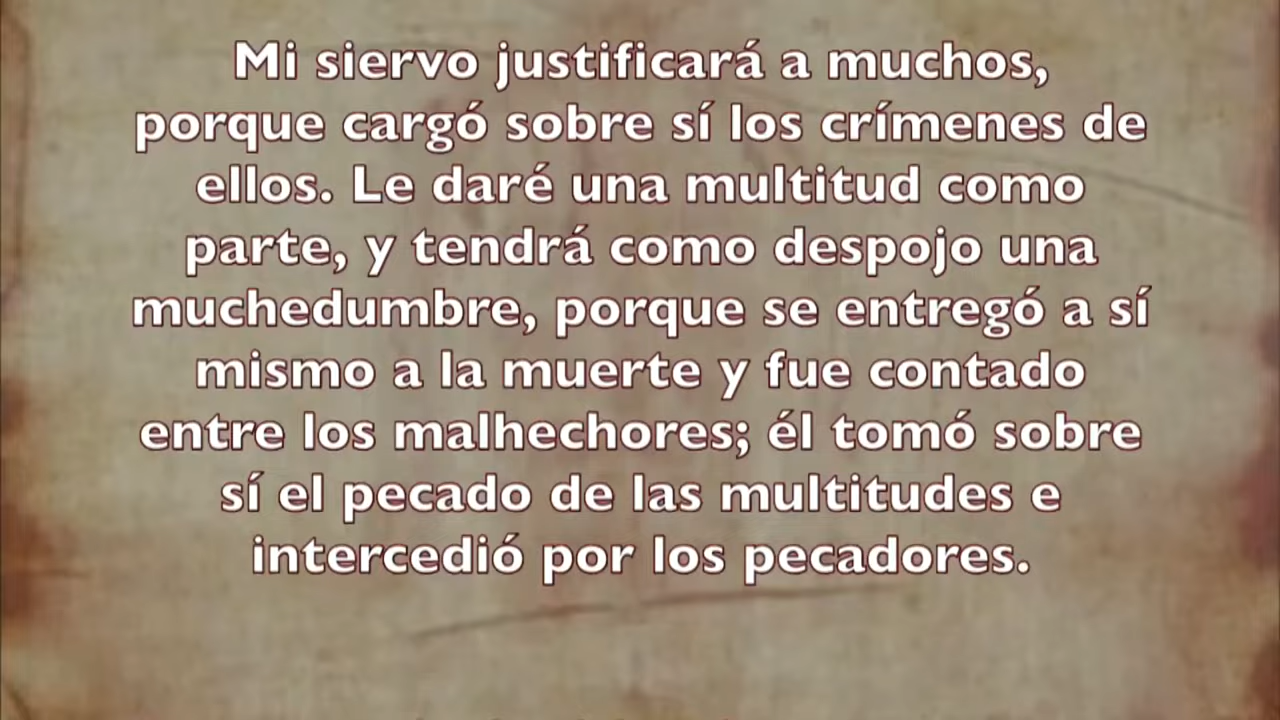 Mi siervo justificará a muchos,
porque cargó sobre sí los crímenes de
ellos. Le daré una multitud como
parte, y tendrá como despojo una
muchedumbre, porque se entregó a sí
mismo a la muerte y fue contado
entre los malhechores; él tomó sobre
sí el pecado de las multitudes e
intercedió por los pecadores.